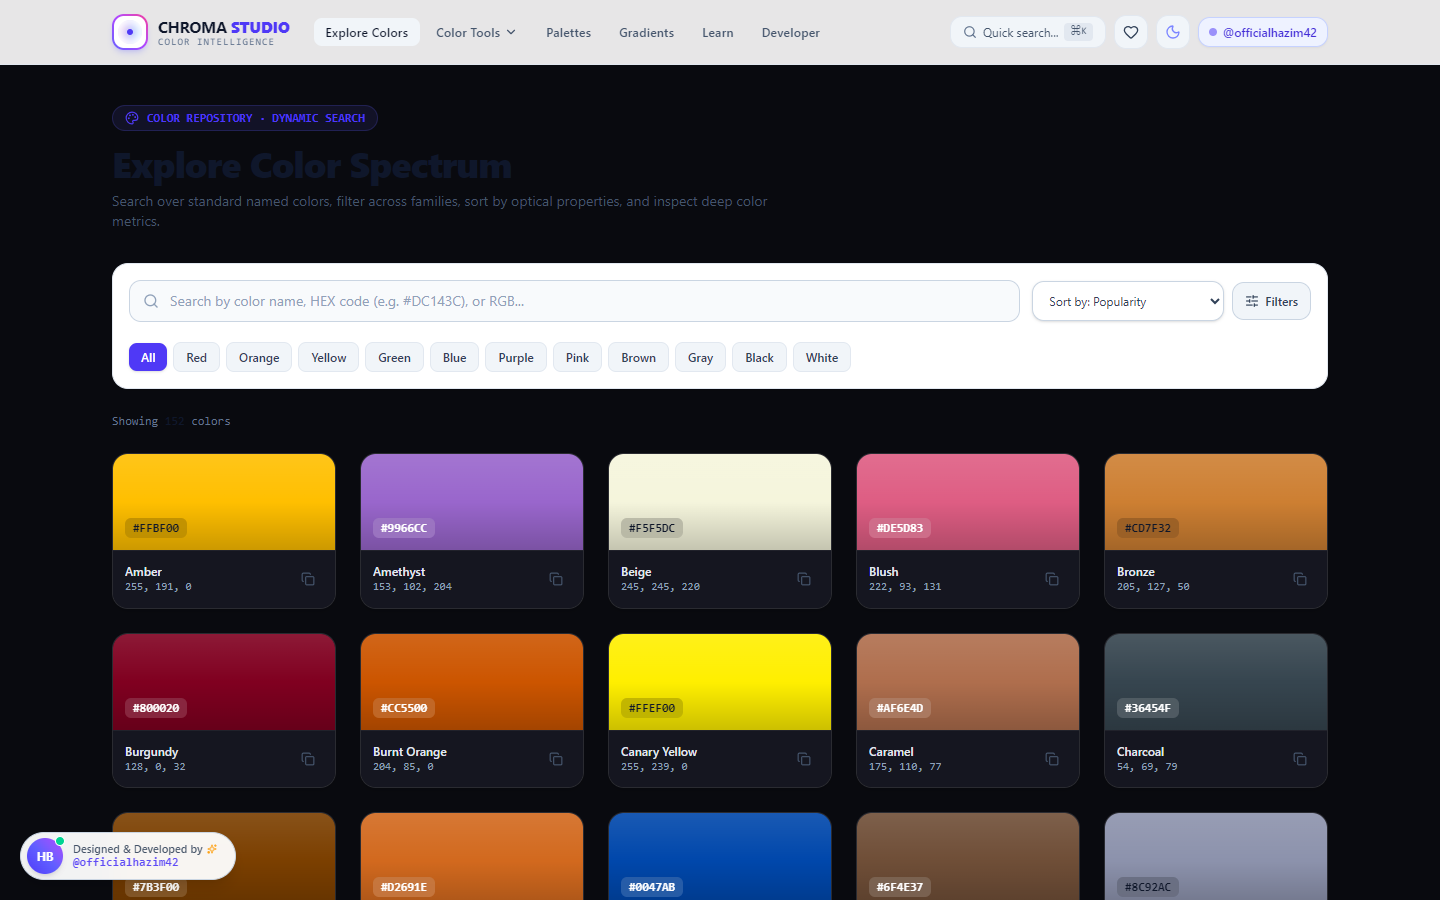 CHROMA STUDIO
COLOR INTELLIGENCE
Explore Colors
Color Tools
Palettes
Gradients
Learn
Developer
Quick search...
⌘K
@officialhazim42
COLOR REPOSITORY · DYNAMIC SEARCH
Explore Color Spectrum
Search over standard named colors, filter across families, sort by optical properties, and inspect deep color
metrics.
Search by color name, HEX code (e.g. #DC143C), or RGB...
Sort by: Popularity
Filters
All
Red
Orange
Yellow
Green
Blue
Purple
Pink
Brown
Gray
Black
White
Showing 152 colors
#FFBF00
Amber
255, 191, 0
#9966CC
Amethyst
153, 102, 204
#F5F5DC
Beige
245, 245, 220
#DE5D83
Blush
222, 93, 131
#CD7F32
Bronze
205, 127, 50
#800020
Burgundy
128, 0, 32
#CC5500
Burnt Orange
204, 85, 0
#FFEF00
Canary Yellow
255, 239, 0
#AF6E4D
Caramel
175, 110, 77
#36454F
Charcoal
54, 69, 79
#7B3F00
#D2691E
#0047AB
#6F4E37
#8C92AC
HB
Designed & Developed by
@officialhazim42